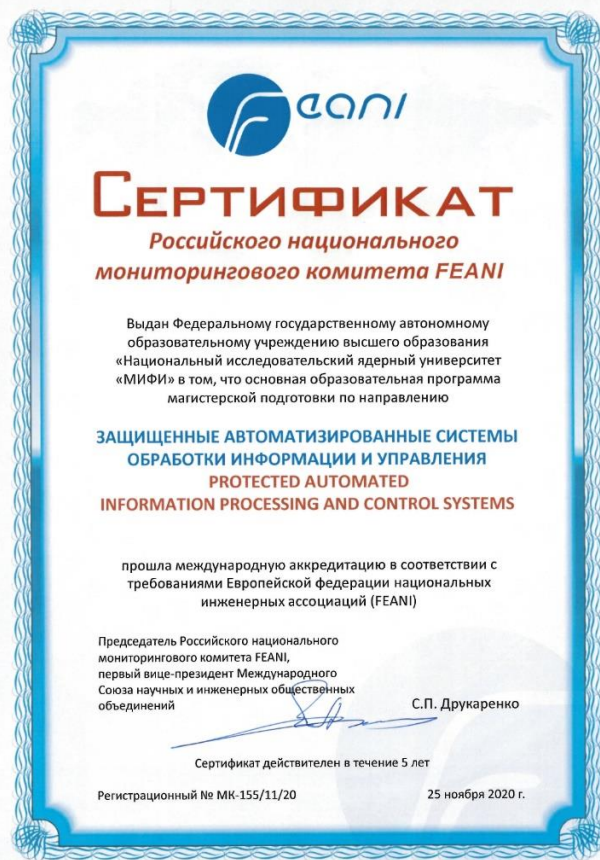 Feani
СЕРТИФИКАТ
Российского национального
мониторингового комитета FEANI
Выдан Федеральному государственному автономному
образовательному учреждению высшего образования
«Национальный исследовательский ядерный университет
«МИФИ» в том, что основная образовательная программа
магистерской подготовки по направлению
ЗАЩИЩЕННЫЕ АВТОМАТИЗИРОВАННЫЕ СИСТЕМЫ
ОБРАБОТКИ ИНФОРМАЦИИ И УПРАВЛЕНИЯ
PROTECTED AUTOMATED
INFORMATION PROCESSING AND CONTROL SYSTEMS
прошла международную аккредитацию в соответствии с
требованиями Европейской федерации национальных
инженерных ассоциаций (FEANI)
Председатель Российского национального
мониторингового комитета FEANI,
первый вице-президент Международного
Союза научных и инженерных общественных
объединений
С.П. Друкаренко
Сертификат действителен в течение 5 лет
Регистрационный № МК-155/11/20
25 ноября 2020 г.